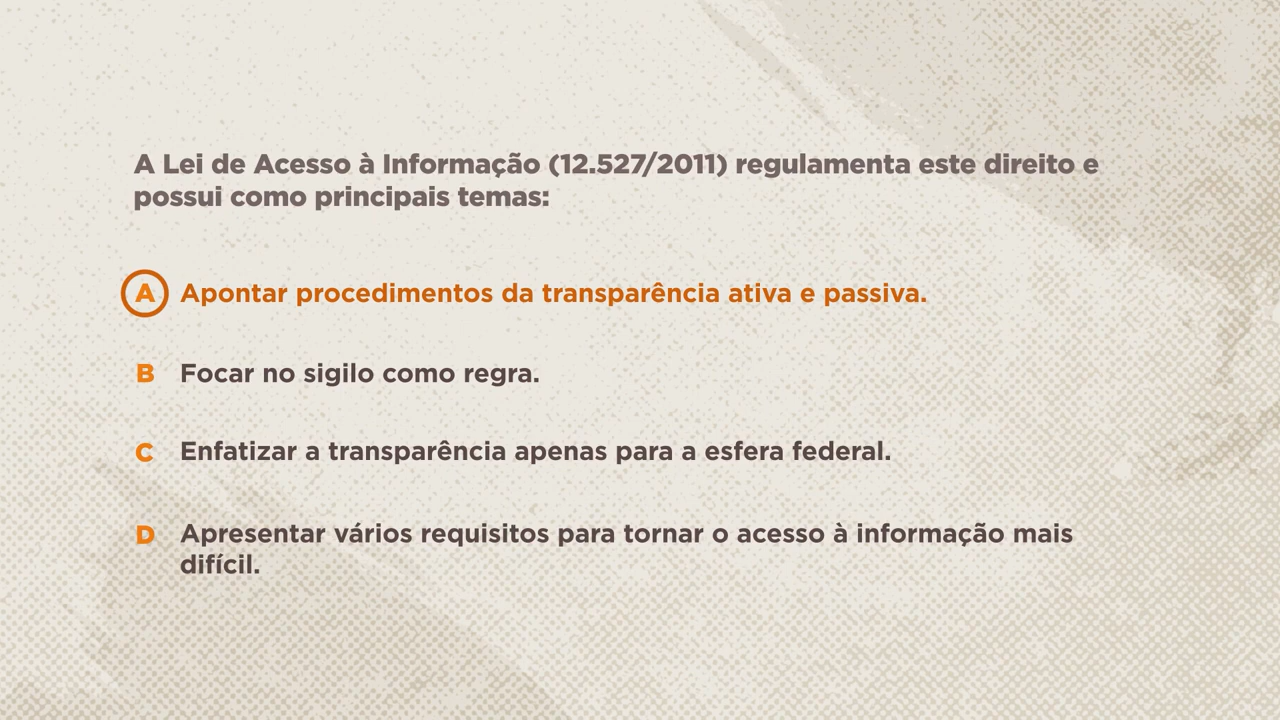 A Lei de Acesso à Informação (12.527/2011) regulamenta este direito e
possui como principais temas:
A Apontar procedimentos da transparência ativa e passiva.
B Focar no sigilo como regra.
C Enfatizar a transparência apenas para a esfera federal.
D Apresentar vários requisitos para tornar o acesso à informação mais
difícil.